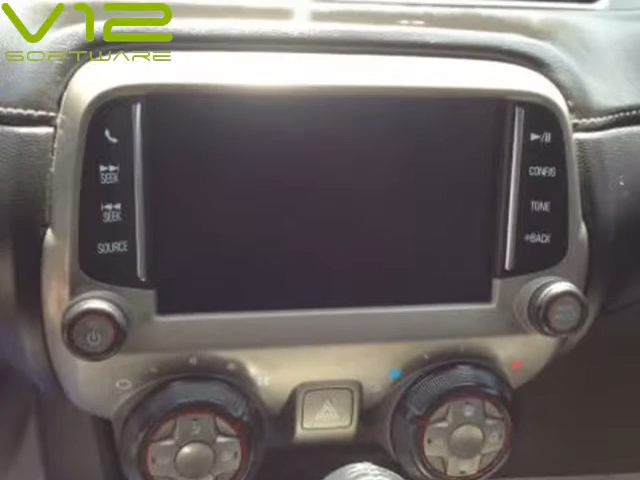 V12
SOFTWARE
SEEK
SEEK
SOURCE
CONFIG
TONE
BACK